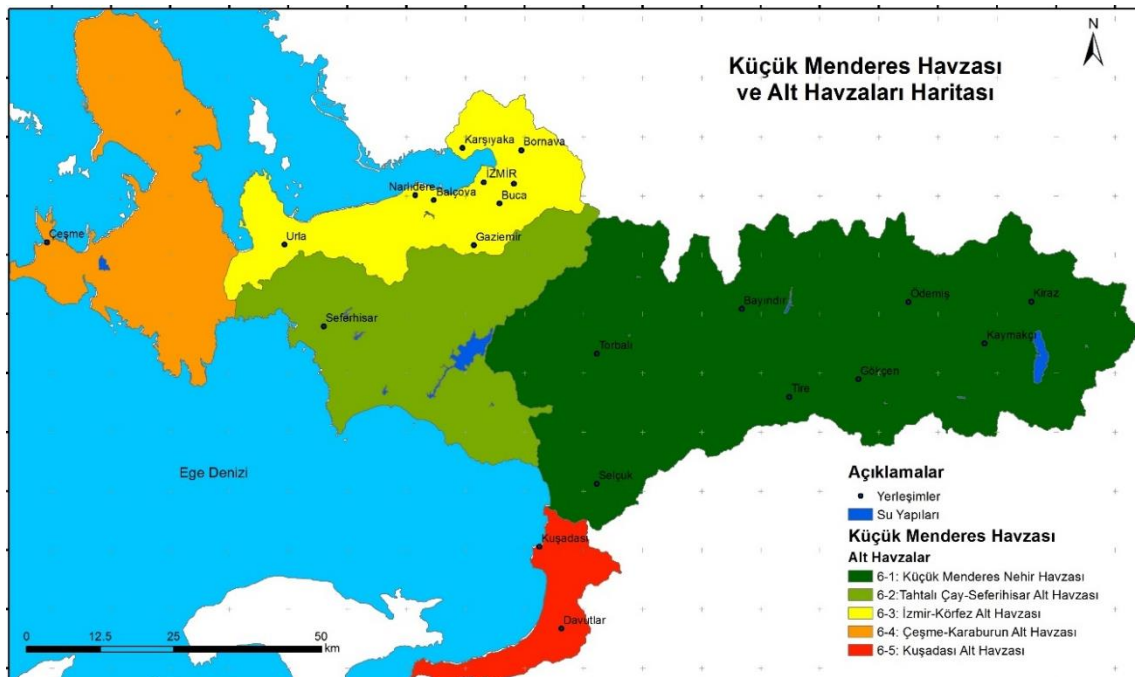 N
Küçük Menderes Havzası
ve Alt Havzaları Haritası
Karşıyaka
Bornava
İZMİR
Narlıdere
Balçova
Buca
Çeşme
Urla
Gaziemir
Seferhisar
Bayındır
Ödemiş
Kiraz
Kaymakçı
Torbalı
Gökçen
Tire
Ege Denizi
Selçuk
Kuşadası
Davutlar
Açıklamalar
Yerleşimler
Su Yapıları
Küçük Menderes Havzası
Alt Havzalar
6-1: Küçük Menderes Nehir Havzası
6-2:Tahtalı Çay-Seferihisar Alt Havzası
6-3: İzmir-Körfez Alt Havzası
6-4: Çeşme-Karaburun Alt Havzası
6-5: Kuşadası Alt Havzası
0 12.5 25 50
km